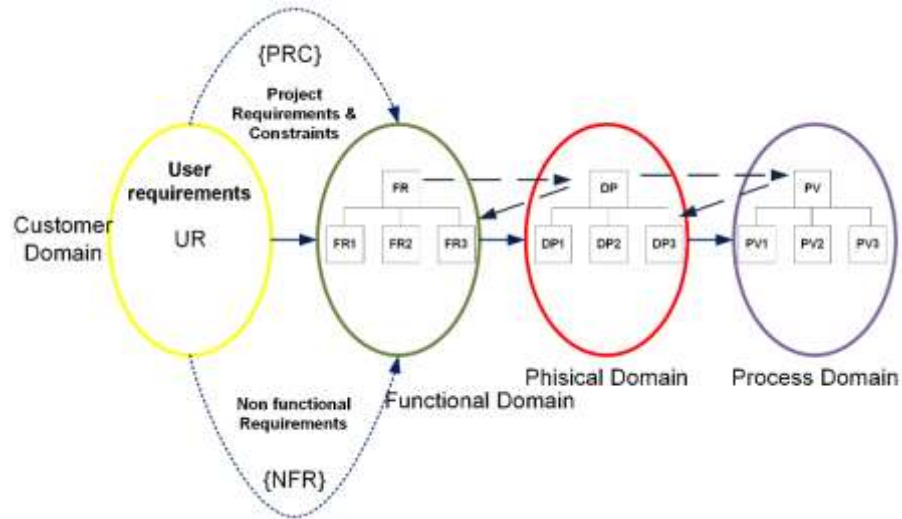 {PRC}
Project
Requirements &
Constraints
User
requirements
UR
Customer
Domain
FR
FR1 FR2 FR3
DP
DP1 DP2 DP3
PV
PV1 PV2 PV3
Phisical Domain
Process Domain
Functional Domain
Non functional
Requirements
{NFR}